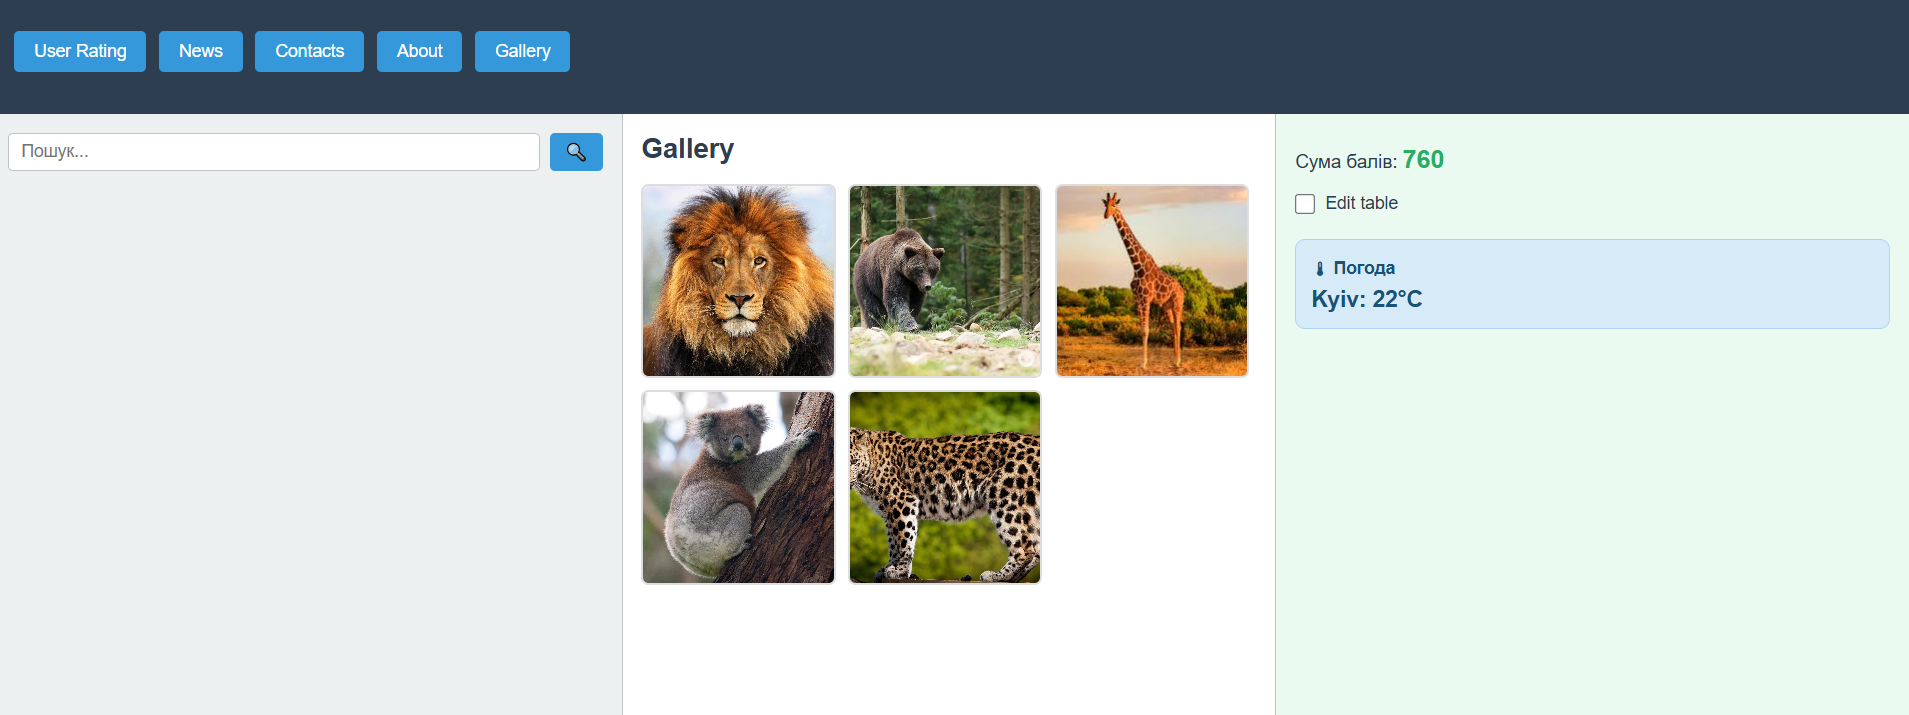 User Rating News Contacts About Gallery
Пошук...
Gallery
Сума балів: 760
Edit table
Погода
Kyiv: 22°C